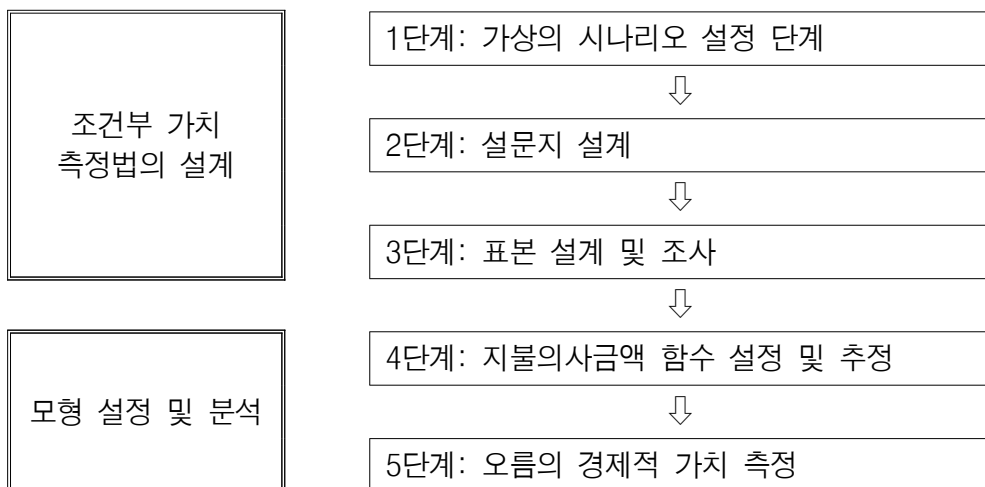 조건부 가치
측정법의 설계
1단계: 가상의 시나리오 설정 단계
⇩
2단계: 설문지 설계
⇩
3단계: 표본 설계 및 조사
⇩
모형 설정 및 분석
4단계: 지불의사금액 함수 설정 및 추정
⇩
5단계: 오름의 경제적 가치 측정